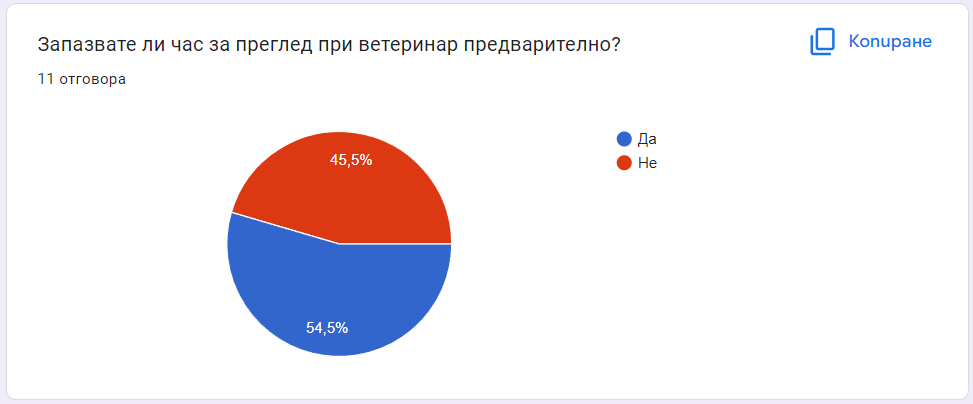 Запазвате ли час за преглед при ветеринар предварително?
Копиране
11 отговора
Да
Не
45,5%
54,5%